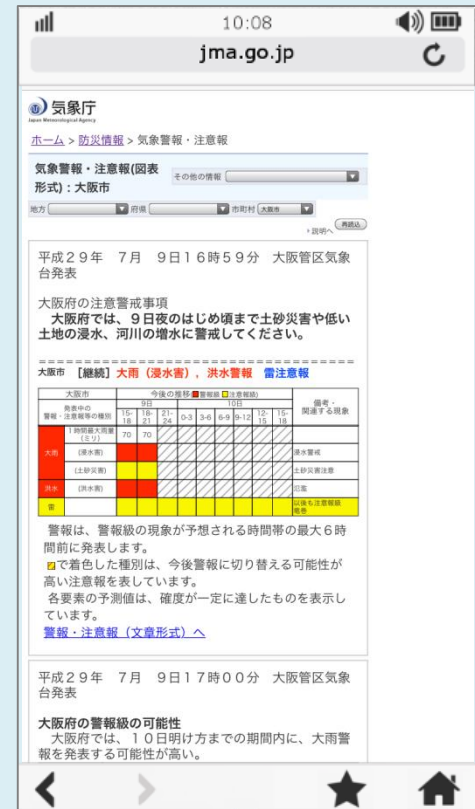 10:08
jma.go.jp
気象庁
Japan Meteorological Agency
ホーム > 防災情報 > 気象警報・注意報
気象警報・注意報(図表
形式)：大阪市
その他の情報
地方 府県 市町村 大阪市
再読込
説明へ
平成２９年　７月　９日１６時５９分　大阪管区気象
台発表
大阪府の注意警戒事項
大阪府では、９日夜のはじめ頃まで土砂災害や低い
土地の浸水、河川の増水に警戒してください。
====================================
大阪市 [継続] 大雨（浸水害），洪水警報 雷注意報
大阪市 今後の推移(■警報級 □注意報級)
発表中の
警報・注意報等の種別
9日 10日
備考・
関連する現象
15-18 18-21 21-24 0-3 3-6 6-9 9-12 12-15 15-18
大雨
1時間最大雨量
(ミリ) 70 70
(浸水害) 浸水警戒
(土砂災害) 土砂災害注意
洪水 (洪水害) 氾濫
雷 以後も注意報級
竜巻
警報は、警報級の現象が予想される時間帯の最大６時
間前に発表します。
で着色した種別は、今後警報に切り替える可能性が
高い注意報を表しています。
各要素の予測値は、確度が一定に達したものを表示し
ています。
警報・注意報（文章形式）へ
平成２９年　７月　９日１７時００分　大阪管区気象
台発表
大阪府の警報級の可能性
大阪府では、１０日明け方までの期間内に、大雨警
報を発表する可能性が高い。